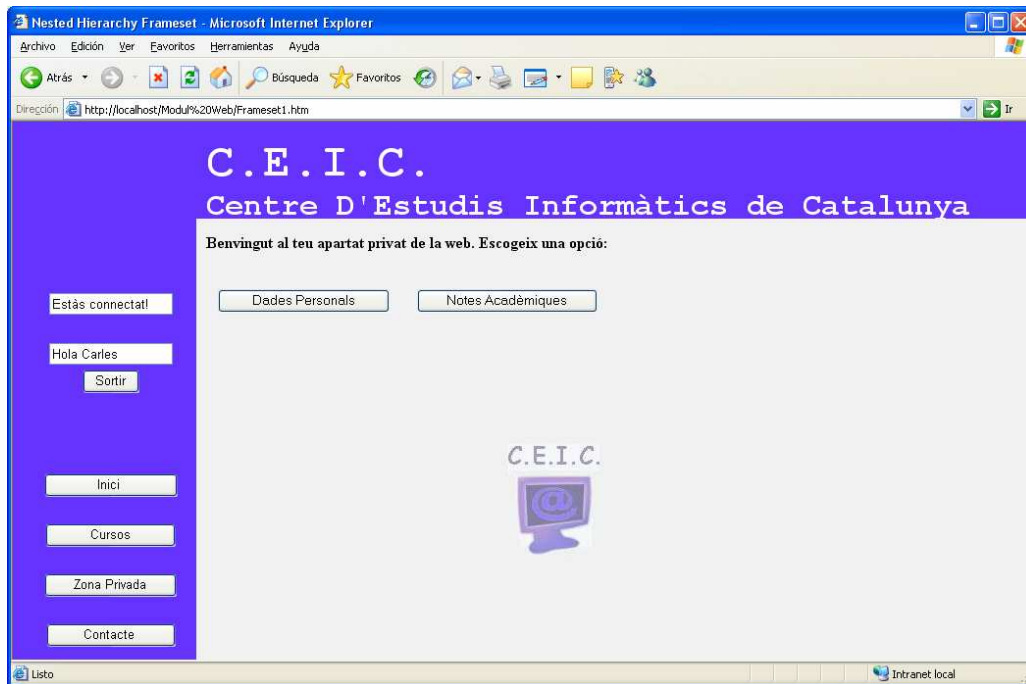 Nested Hierarchy Frameset - Microsoft Internet Explorer
Archivo Edición Ver Favoritos Herramientas Ayuda
Atrás Búsqueda Favoritos
Dirección http://localhost/Modul%20Web/Frameset1.htm Ir
C.E.I.C.
Centre D'Estudis Informàtics de Catalunya
Benvingut al teu apartat privat de la web. Escogeix una opció:
Estàs connectat! Dades Personals Notes Acadèmiques
Hola Carles
Sortir
C.E.I.C.
@
Inici
Cursos
Zona Privada
Contacte
Listo Intranet local